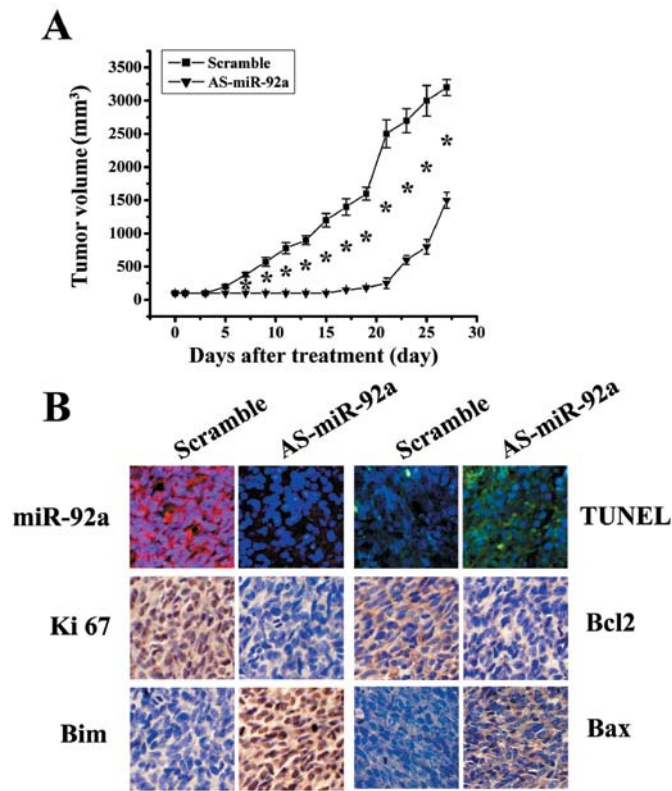 A
Scramble
AS-miR-92a
Tumor volume (mm³)
3500
3000
2500
2000
1500
1000
500
0
* * * * * * * * * * *
0 5 10 15 20 25 30
Days after treatment (day)
B
Scramble AS-miR-92a Scramble AS-miR-92a
miR-92a TUNEL
Ki 67 Bcl2
Bim Bax